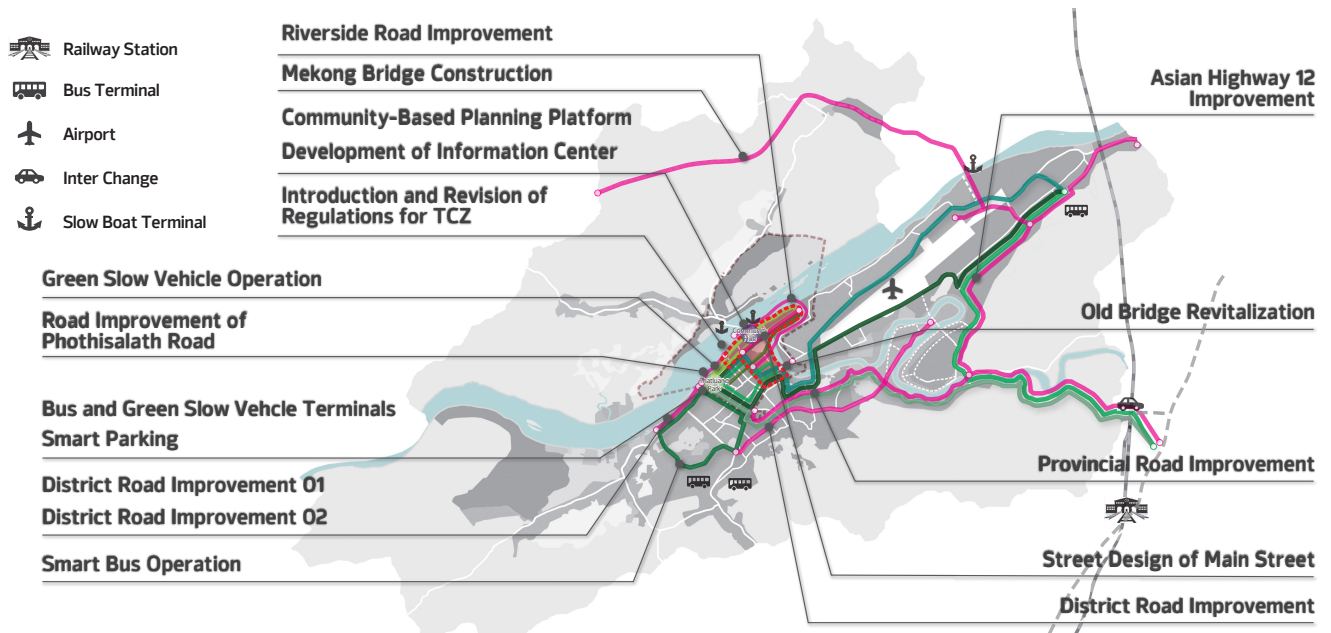 Railway Station
Bus Terminal
Airport
Inter Change
Slow Boat Terminal
Riverside Road Improvement
Mekong Bridge Construction
Community-Based Planning Platform
Development of Information Center
Introduction and Revision of
Regulations for TCZ
Green Slow Vehicle Operation
Road Improvement of
Phothisalath Road
Bus and Green Slow Vehcle Terminals
Smart Parking
District Road Improvement 01
District Road Improvement 02
Smart Bus Operation
Asian Highway 12
Improvement
Old Bridge Revitalization
Provincial Road Improvement
Street Design of Main Street
District Road Improvement
Park